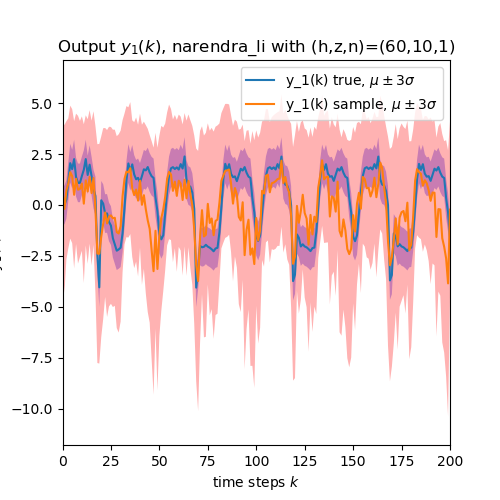 Output y₁(k), narendra_li with (h,z,n)=(60,10,1)
y_1(k) true, μ ± 3σ
y_1(k) sample, μ ± 3σ
5.0
2.5
0.0
−2.5
−5.0
−7.5
−10.0
0 25 50 75 100 125 150 175 200
time steps k